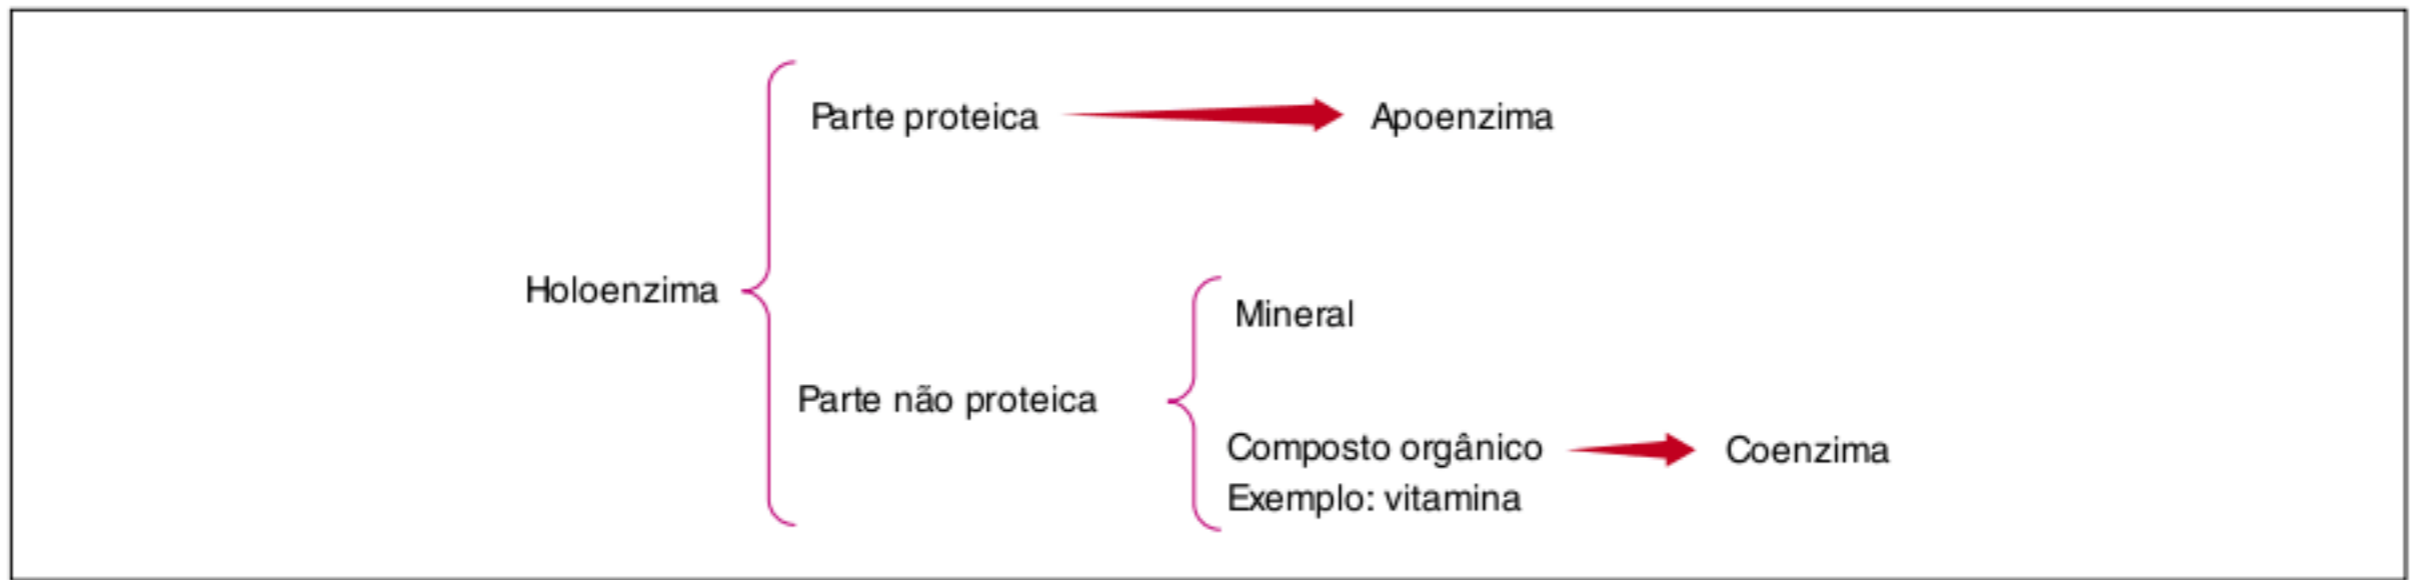 Parte proteica
Apoenzima
Holoenzima
Mineral
Parte não proteica
Composto orgânico
Coenzima
Exemplo: vitamina